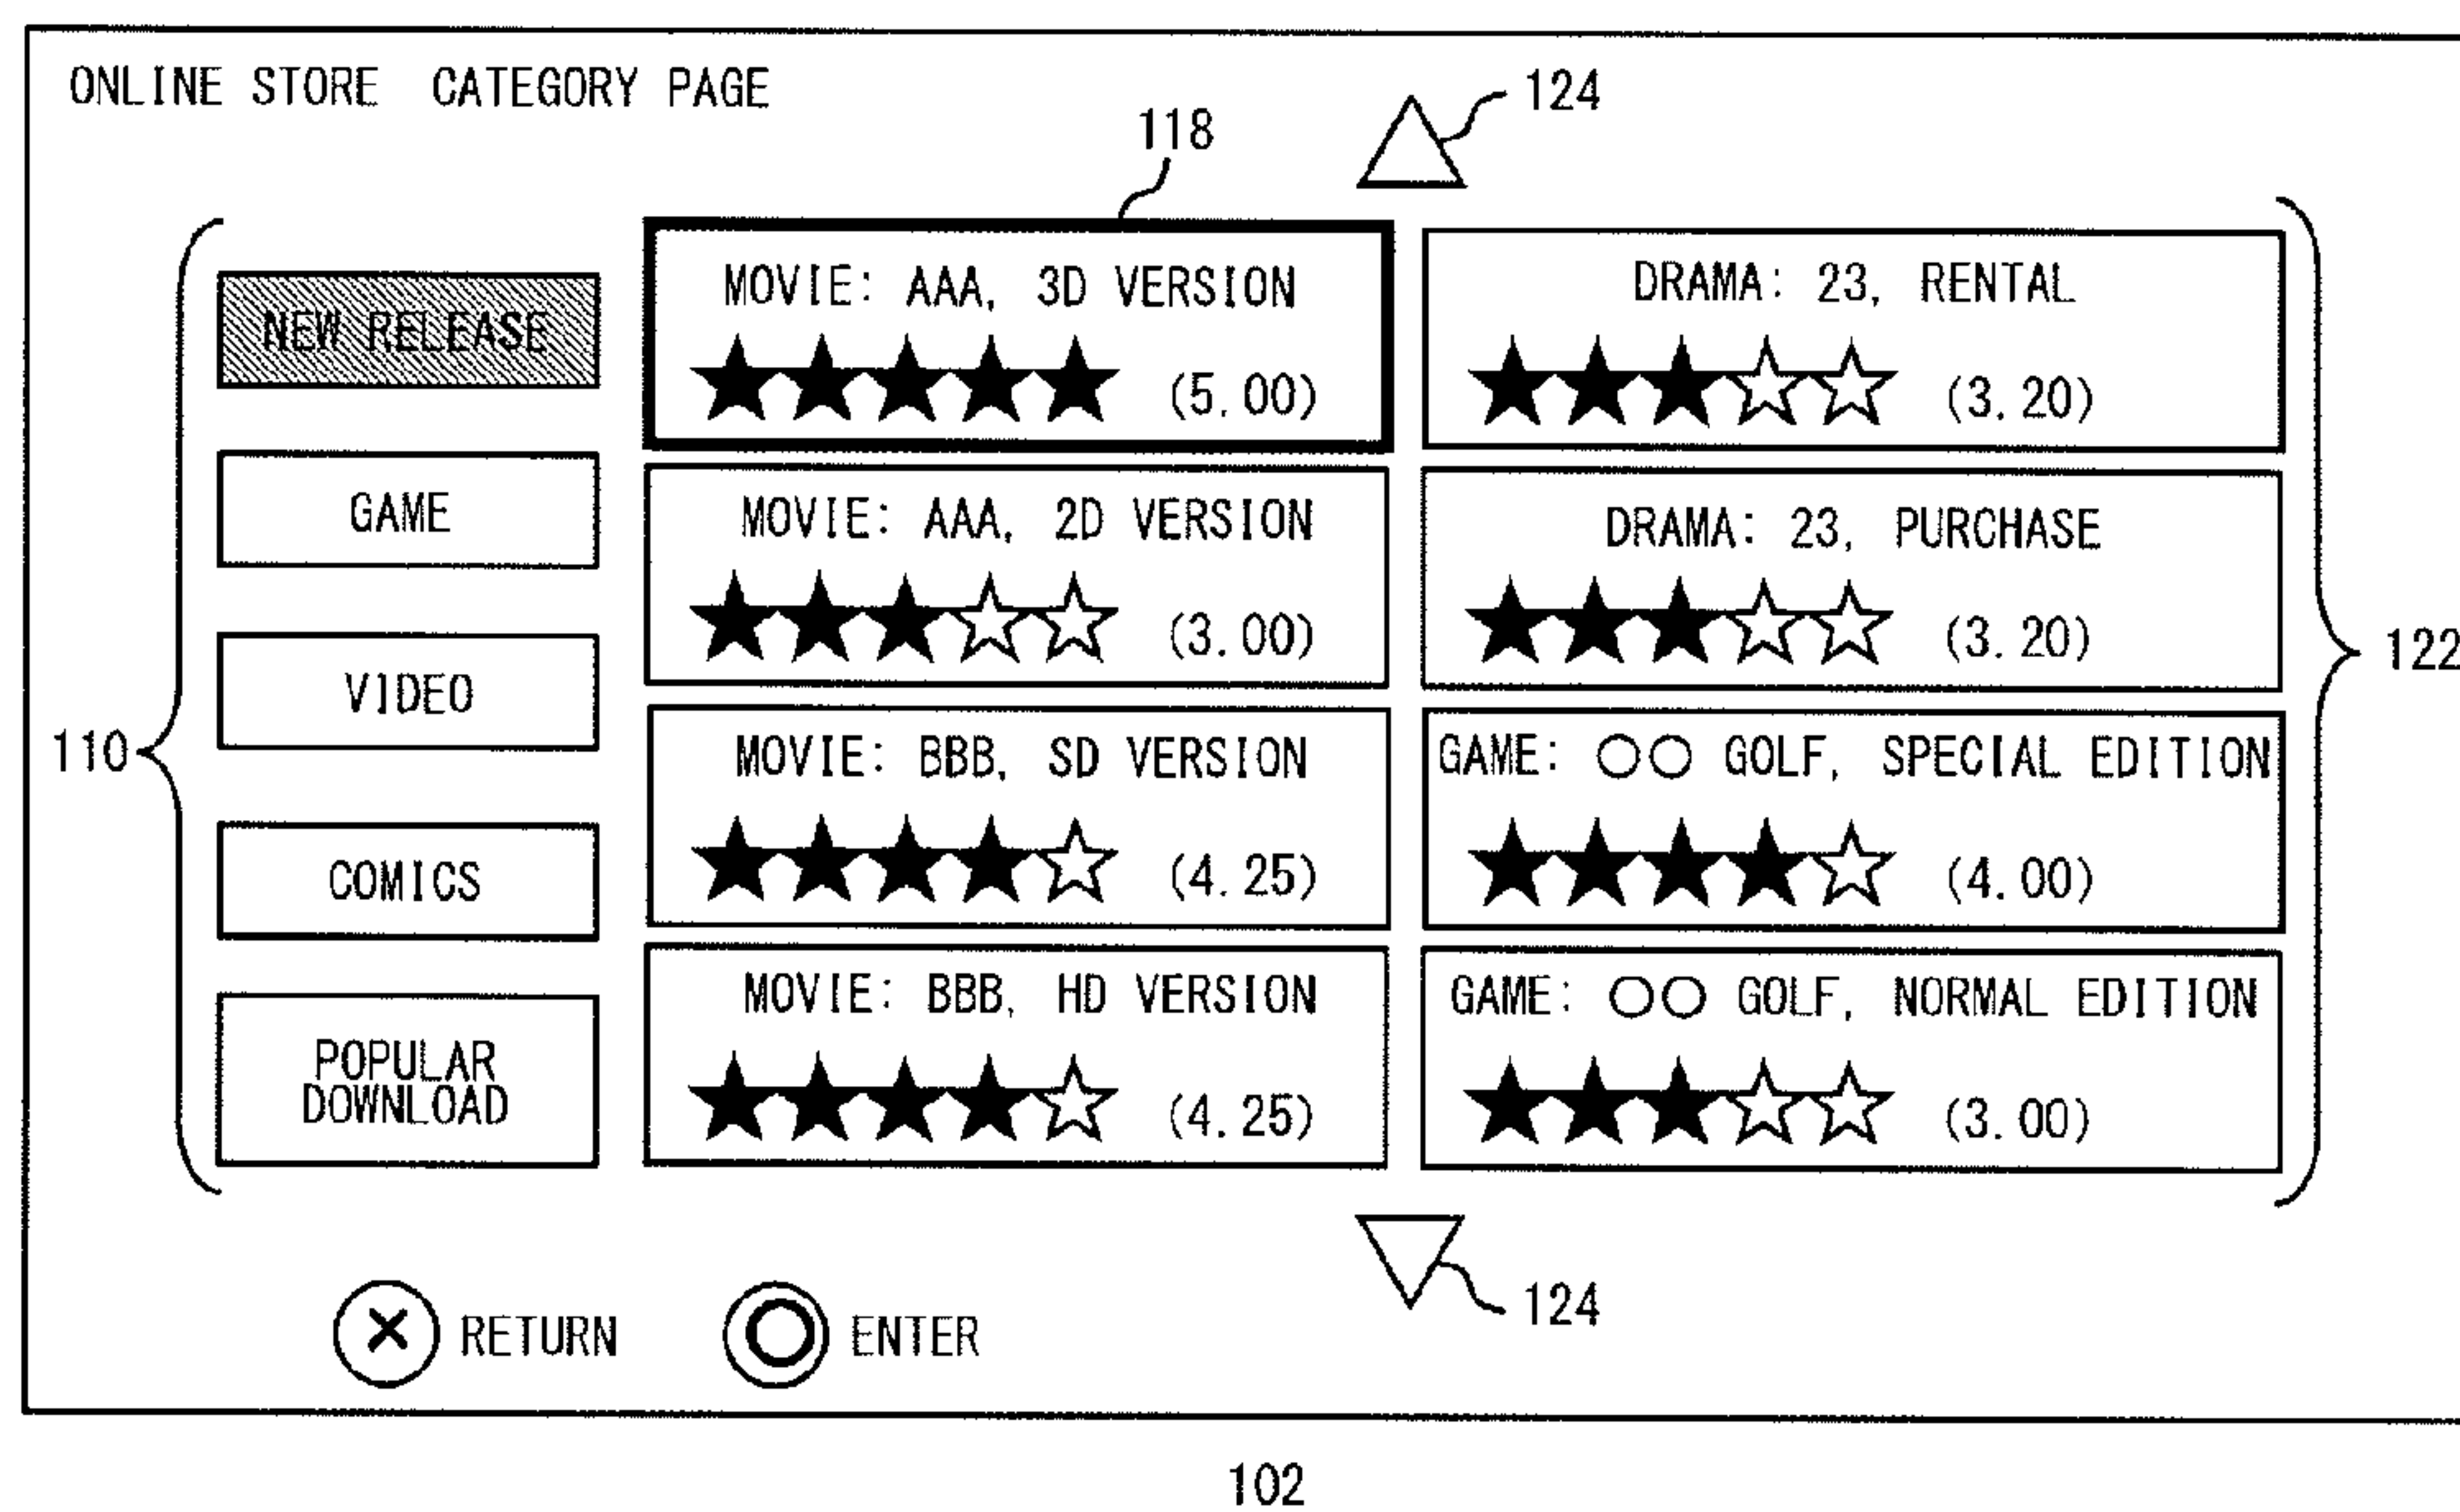 ONLINE STORE CATEGORY PAGE
124
118
110
NEW RELEASE
GAME
VIDEO
COMICS
POPULAR
DOWNLOAD
MOVIE: AAA, 3D VERSION
★★★★★ (5.00)
MOVIE: AAA, 2D VERSION
★★★☆☆ (3.00)
MOVIE: BBB, SD VERSION
★★★★☆ (4.25)
MOVIE: BBB, HD VERSION
★★★★☆ (4.25)
DRAMA: 23, RENTAL
★★★☆☆ (3.20)
DRAMA: 23, PURCHASE
★★★☆☆ (3.20)
GAME: ○○ GOLF, SPECIAL EDITION
★★★★☆ (4.00)
GAME: ○○ GOLF, NORMAL EDITION
★★★☆☆ (3.00)
122
124
RETURN
ENTER
102